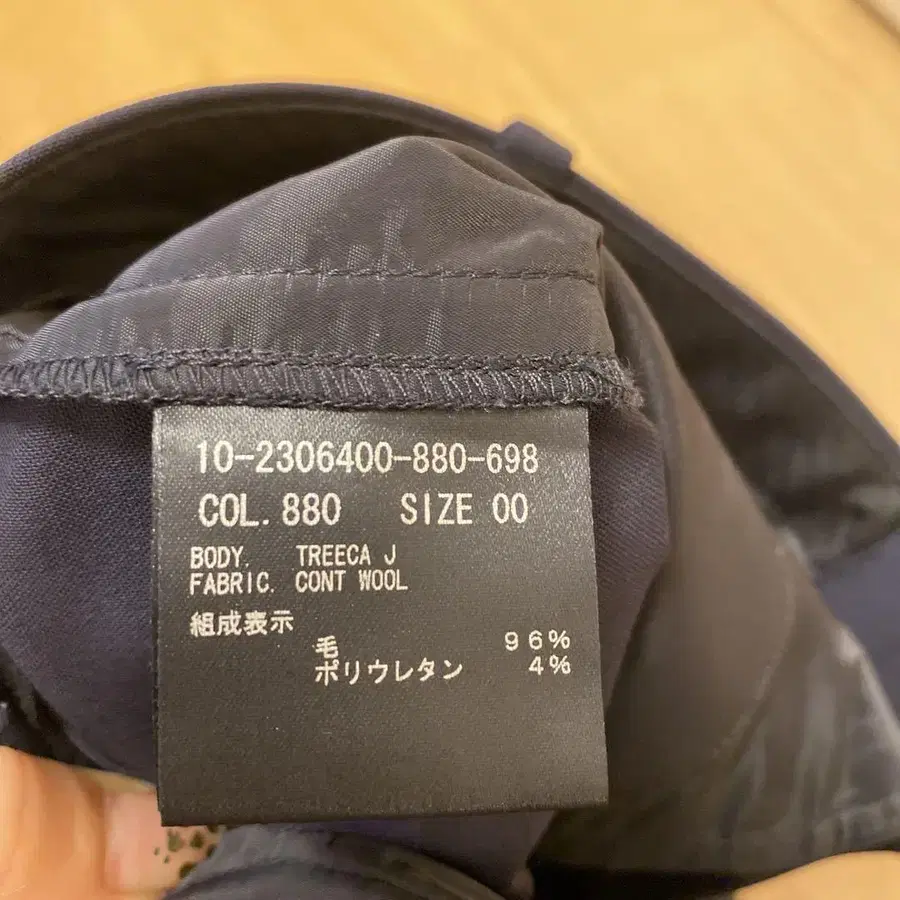 10-2306400-880-698
COL. 880 SIZE 00
BODY. TREECA J
FABRIC. CONT WOOL
組成表示
毛 96%
ポリウレタン 4%